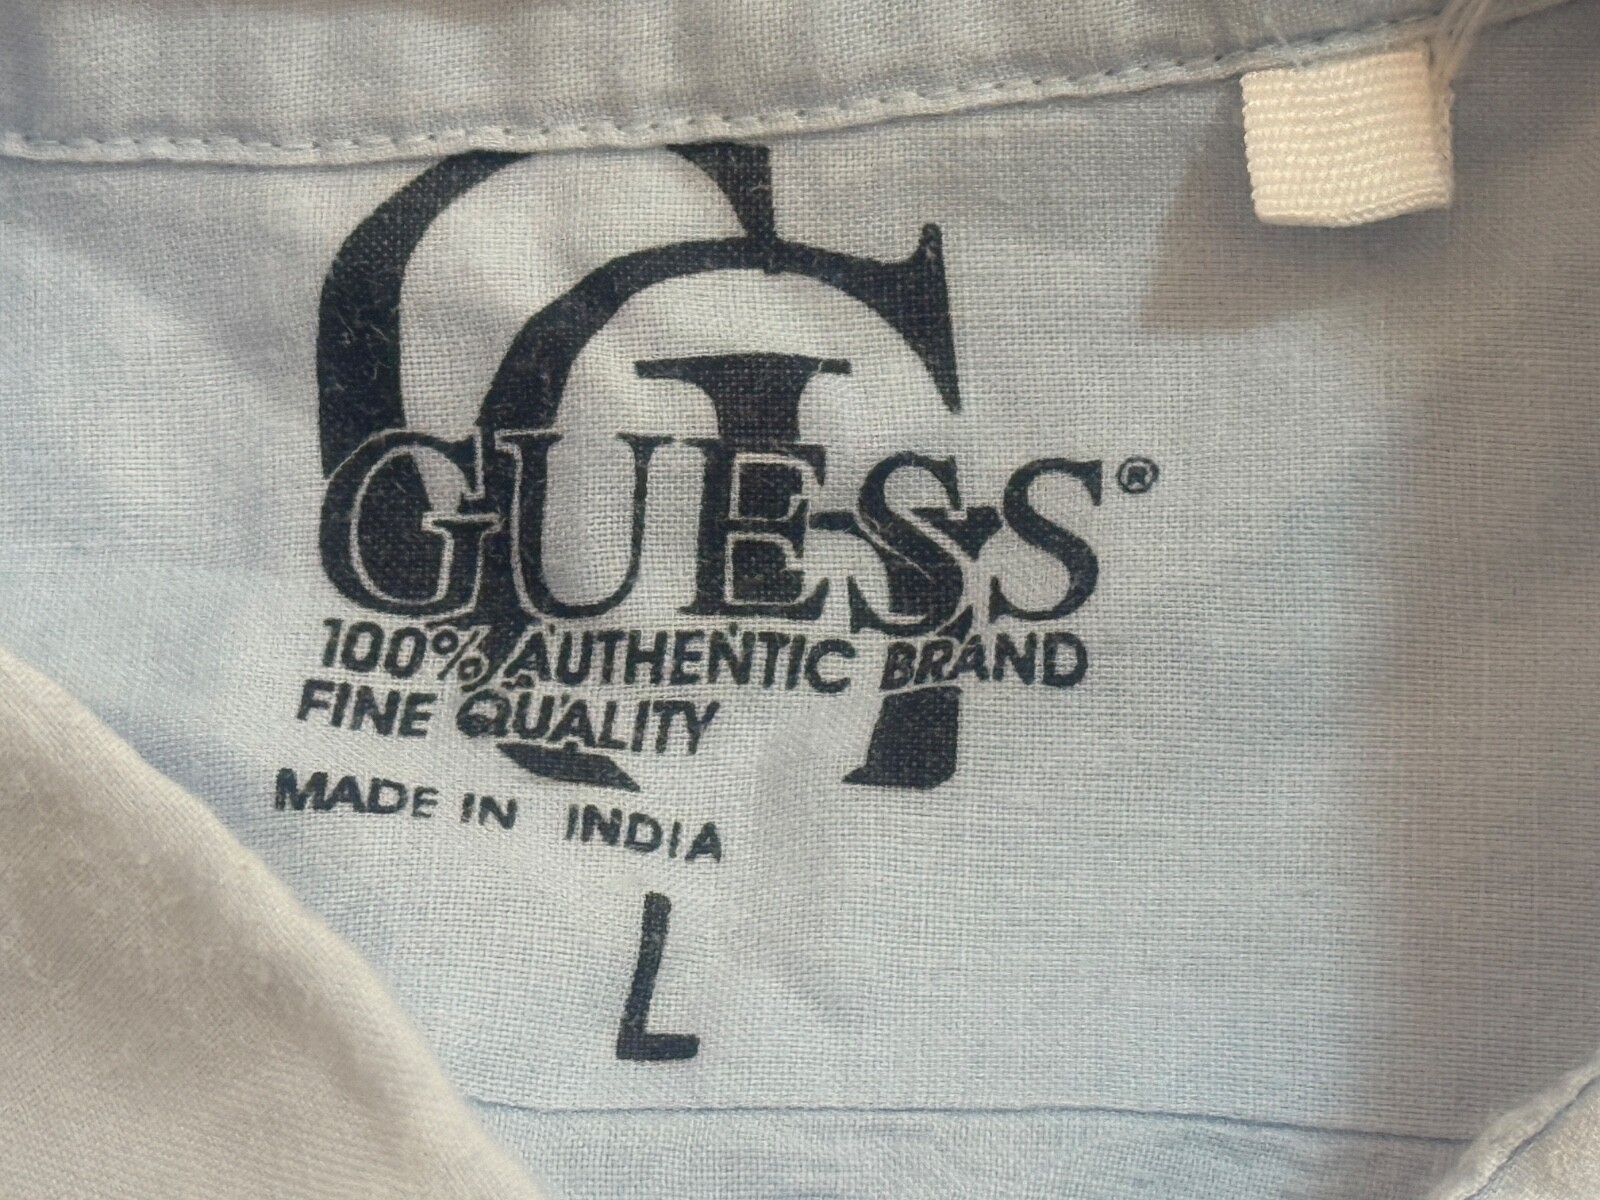 GUESS®
100% AUTHENTIC BRAND
FINE QUALITY
MADE IN INDIA
L